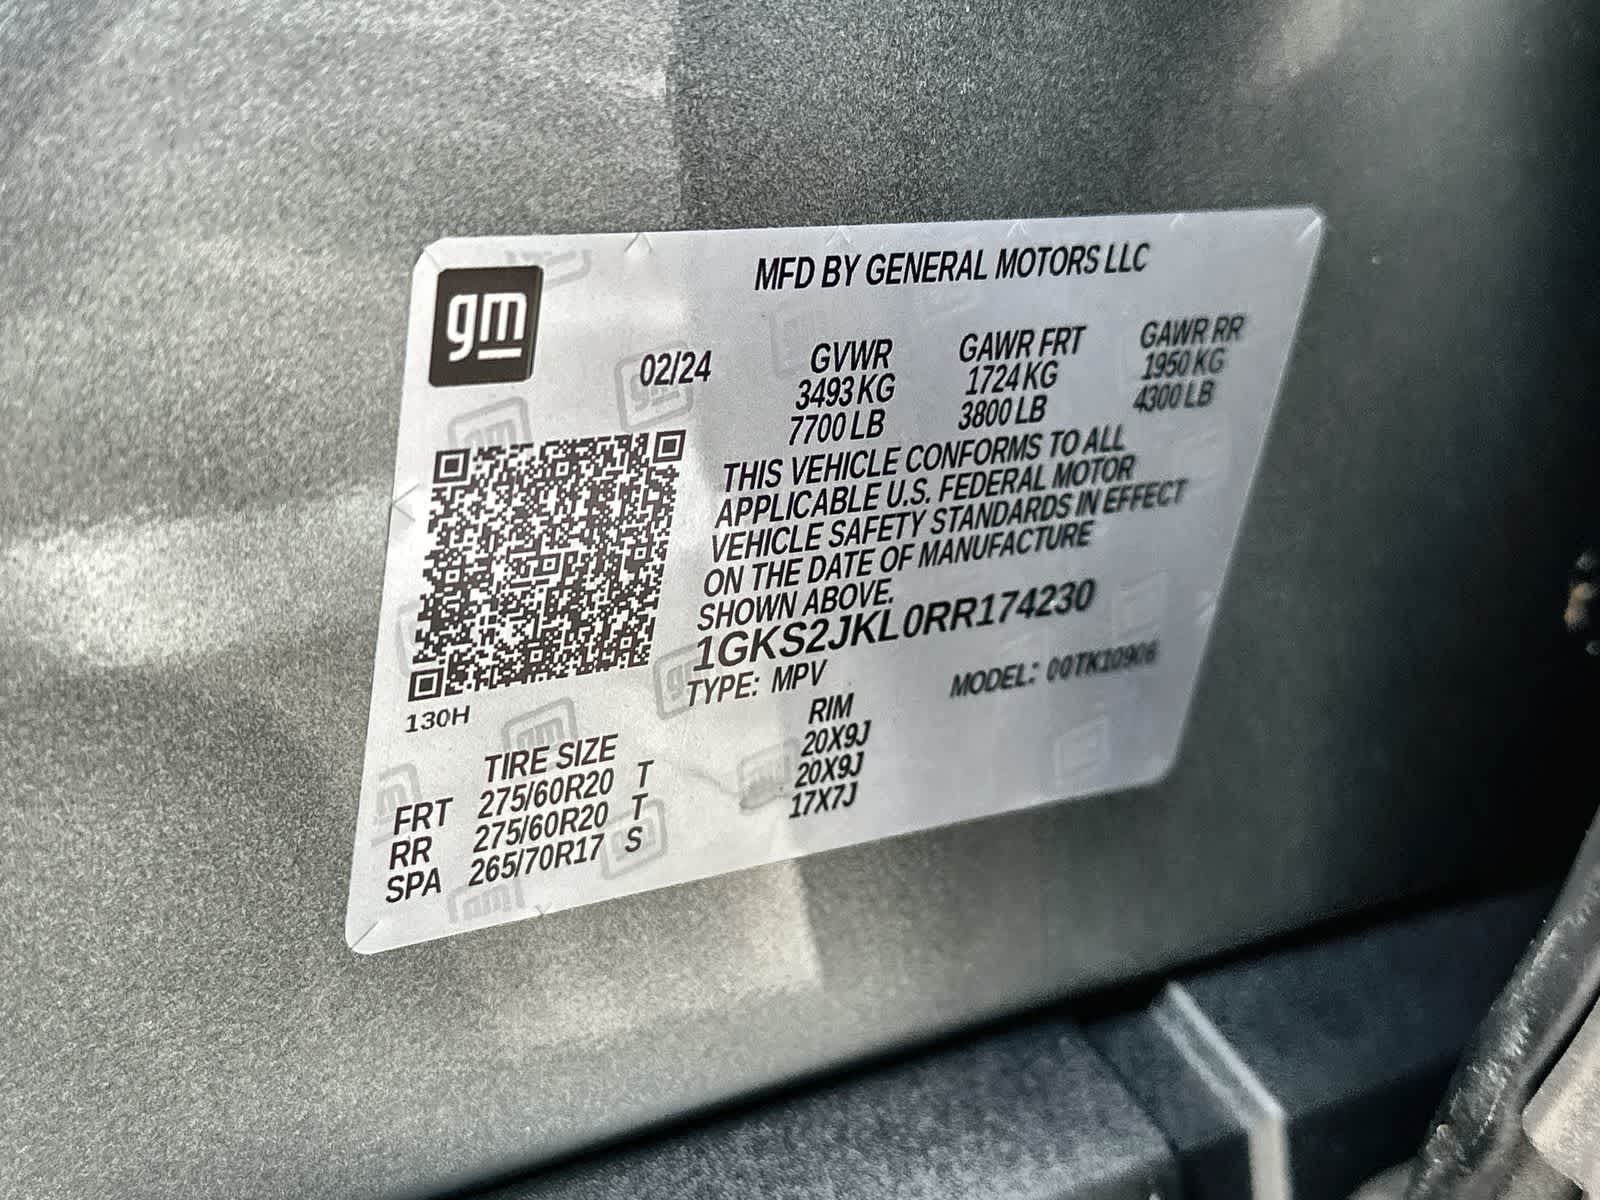 gm
MFD BY GENERAL MOTORS LLC
02/24
GVWR
3493 KG
7700 LB
GAWR FRT
1724 KG
3800 LB
GAWR RR
1950 KG
4300 LB
THIS VEHICLE CONFORMS TO ALL
APPLICABLE U.S. FEDERAL MOTOR
VEHICLE SAFETY STANDARDS IN EFFECT
ON THE DATE OF MANUFACTURE
SHOWN ABOVE.
1GKS2JKL0RR174230
TYPE: MPV
MODEL: 00TK10906
130H
TIRE SIZE
RIM
FRT 275/60R20 T 20X9J
RR 275/60R20 T 20X9J
SPA 265/70R17 S 17X7J